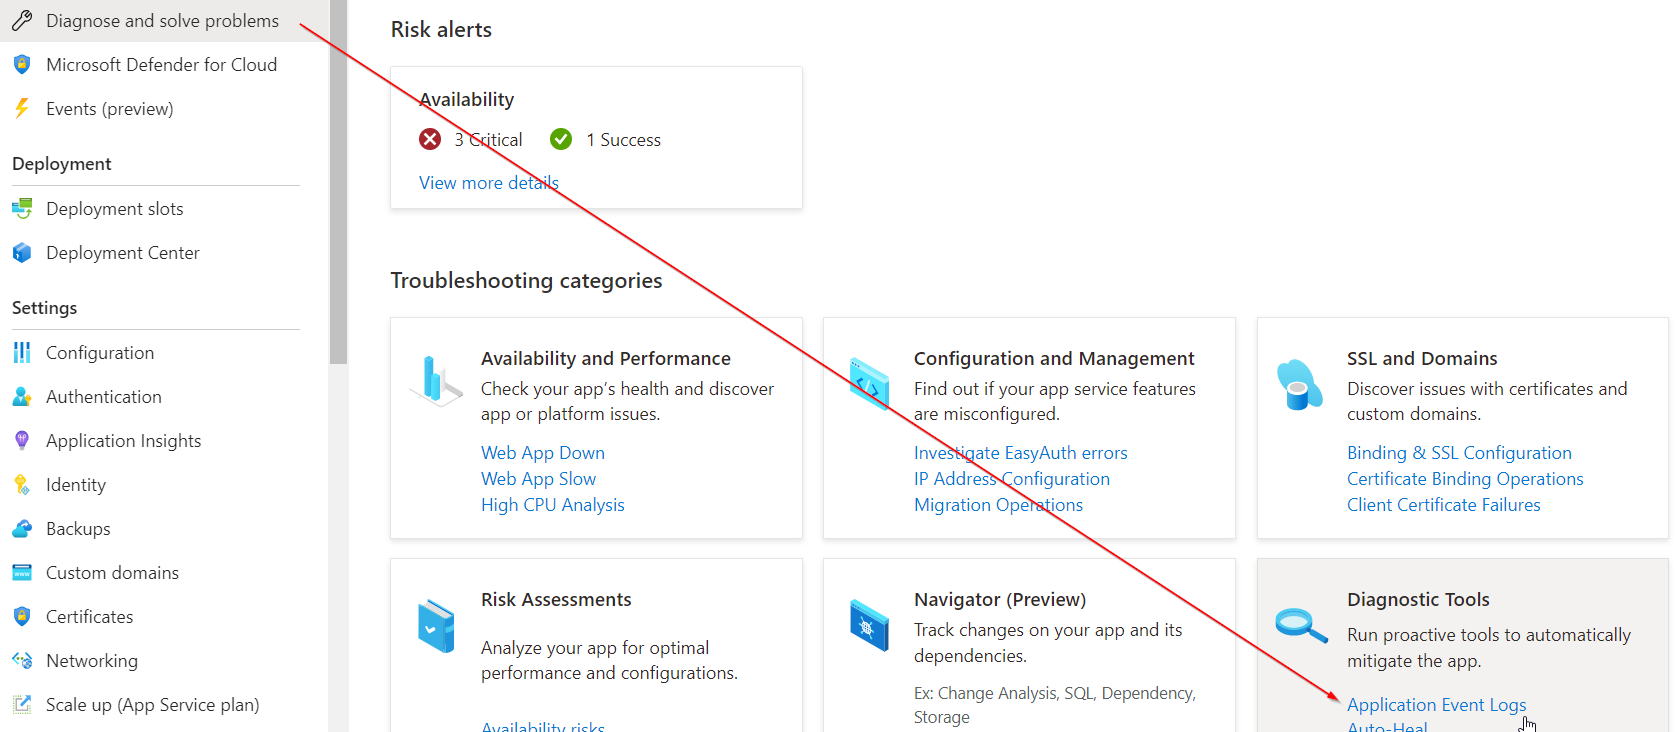 Diagnose and solve problems
Microsoft Defender for Cloud
Events (preview)
Deployment
Deployment slots
Deployment Center
Settings
Configuration
Authentication
Application Insights
Identity
Backups
Custom domains
Certificates
Networking
Scale up (App Service plan)
Risk alerts
Availability
3 Critical
1 Success
View more details
Troubleshooting categories
Availability and Performance
Check your app's health and discover
app or platform issues.
Web App Down
Web App Slow
High CPU Analysis
Configuration and Management
Find out if your app service features
are misconfigured.
Investigate EasyAuth errors
IP Address Configuration
Migration Operations
SSL and Domains
Discover issues with certificates and
custom domains.
Binding & SSL Configuration
Certificate Binding Operations
Client Certificate Failures
Risk Assessments
Analyze your app for optimal
performance and configurations.
Availability risks
Navigator (Preview)
Track changes on your app and its
dependencies.
Ex: Change Analysis, SQL, Dependency,
Storage
Diagnostic Tools
Run proactive tools to automatically
mitigate the app.
Application Event Logs
Auto-Heal